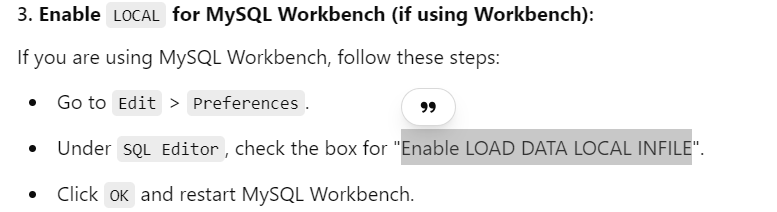 3. Enable LOCAL for MySQL Workbench (if using Workbench):
If you are using MySQL Workbench, follow these steps:
• Go to Edit > Preferences.
• Under SQL Editor, check the box for "Enable LOAD DATA LOCAL INFILE".
• Click OK and restart MySQL Workbench.